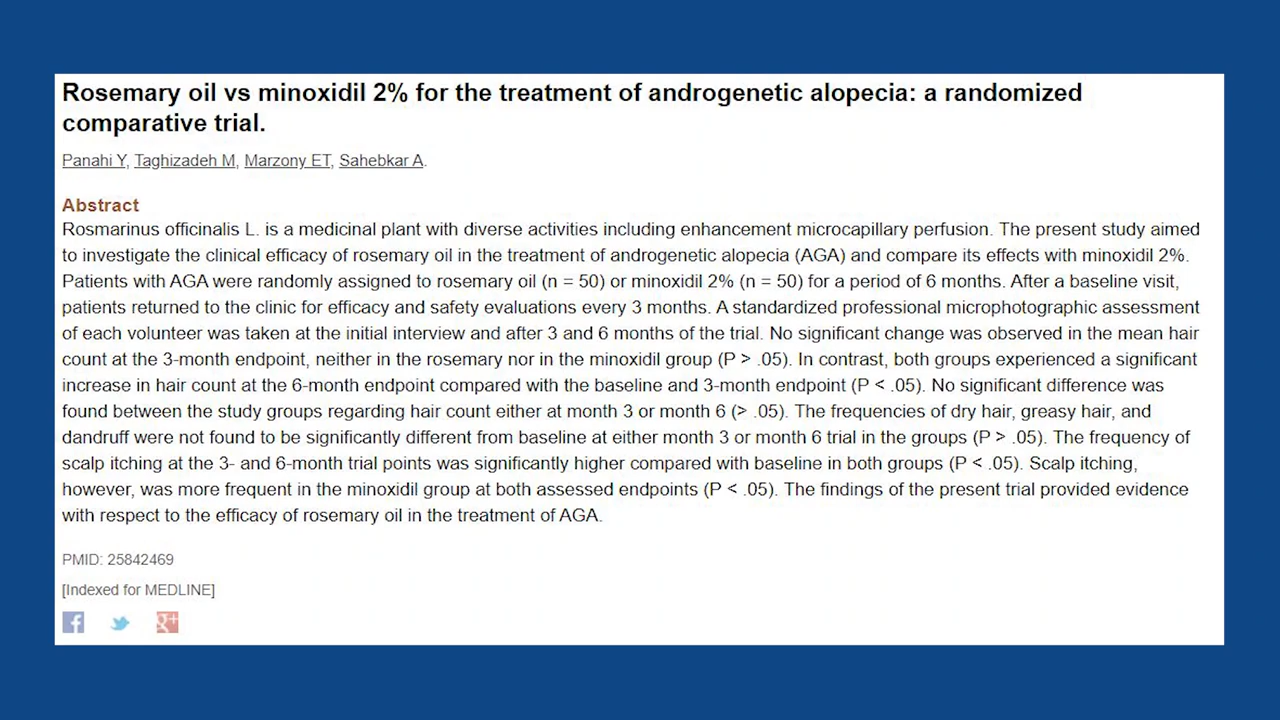 Rosemary oil vs minoxidil 2% for the treatment of androgenetic alopecia: a randomized
comparative trial.
Panahi Y, Taghizadeh M, Marzony ET, Sahebkar A.
Abstract
Rosmarinus officinalis L. is a medicinal plant with diverse activities including enhancement microcapillary perfusion. The present study aimed
to investigate the clinical efficacy of rosemary oil in the treatment of androgenetic alopecia (AGA) and compare its effects with minoxidil 2%.
Patients with AGA were randomly assigned to rosemary oil (n = 50) or minoxidil 2% (n = 50) for a period of 6 months. After a baseline visit,
patients returned to the clinic for efficacy and safety evaluations every 3 months. A standardized professional microphotographic assessment
of each volunteer was taken at the initial interview and after 3 and 6 months of the trial. No significant change was observed in the mean hair
count at the 3-month endpoint, neither in the rosemary nor in the minoxidil group (P > .05). In contrast, both groups experienced a significant
increase in hair count at the 6-month endpoint compared with the baseline and 3-month endpoint (P < .05). No significant difference was
found between the study groups regarding hair count either at month 3 or month 6 (> .05). The frequencies of dry hair, greasy hair, and
dandruff were not found to be significantly different from baseline at either month 3 or month 6 trial in the groups (P > .05). The frequency of
scalp itching at the 3- and 6-month trial points was significantly higher compared with baseline in both groups (P < .05). Scalp itching,
however, was more frequent in the minoxidil group at both assessed endpoints (P < .05). The findings of the present trial provided evidence
with respect to the efficacy of rosemary oil in the treatment of AGA.
PMID: 25842469
[Indexed for MEDLINE]
f g+